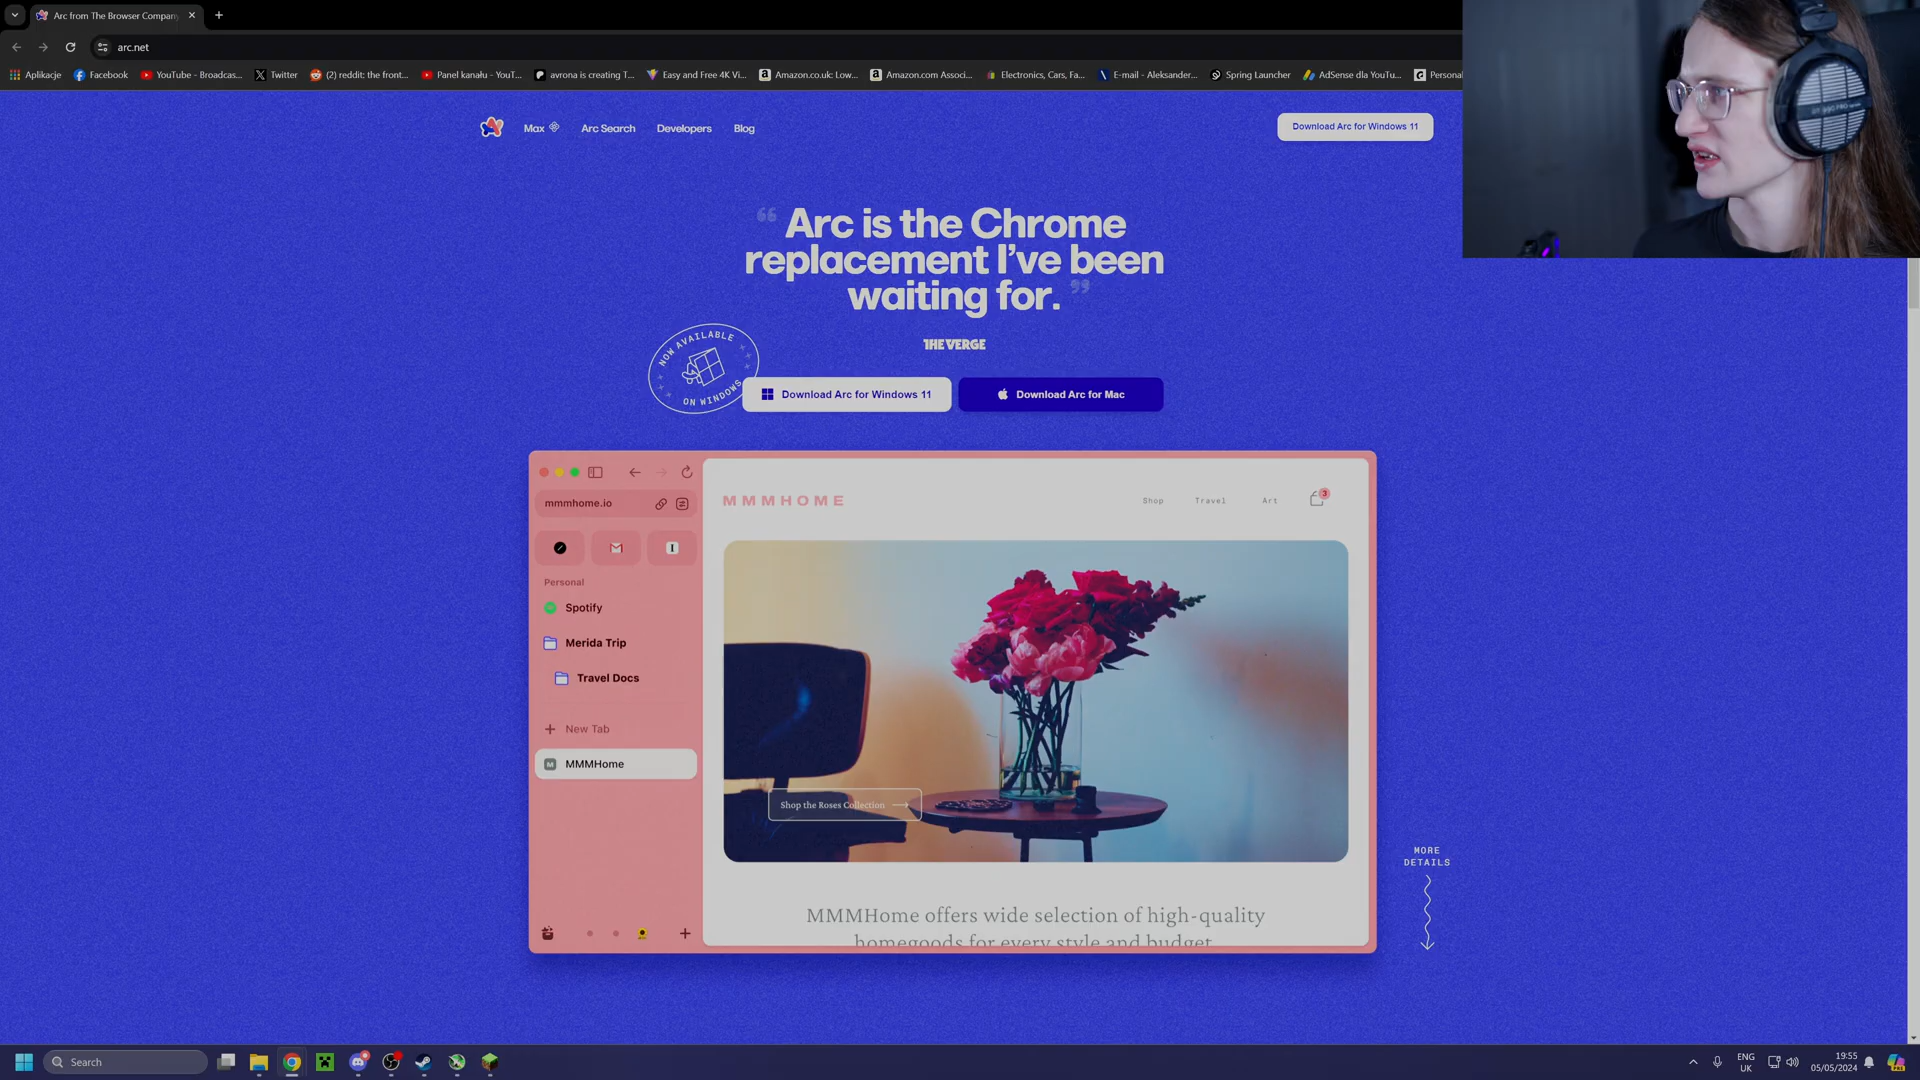 Arc from The Browser Company
arc.net
Aplikacje
Facebook
YouTube - Broadcas...
Twitter
(2) reddit: the front...
Panel kanału - YouT...
avrona is creating T...
Easy and Free 4K Vi...
Amazon.co.uk: Low...
Amazon.com Associ...
Electronics, Cars, Fa...
E-mail - Aleksander...
Spring Launcher
AdSense dla YouTu...
Personal
Max
Arc Search
Developers
Blog
Download Arc for Windows 11
“ Arc is the Chrome
replacement I’ve been
waiting for. ”
THE VERGE
NOW AVAILABLE
ON WINDOWS
Download Arc for Windows 11
Download Arc for Mac
mmmhome.io
Personal
Spotify
Merida Trip
Travel Docs
New Tab
M
MMMHome
MMMHOME
Shop
Travel
Art
3
Shop the Roses Collection
MMMHome offers wide selection of high-quality
homegoods for every style and budget
MORE
DETAILS
Search
ENG
UK
19:55
05/05/2024